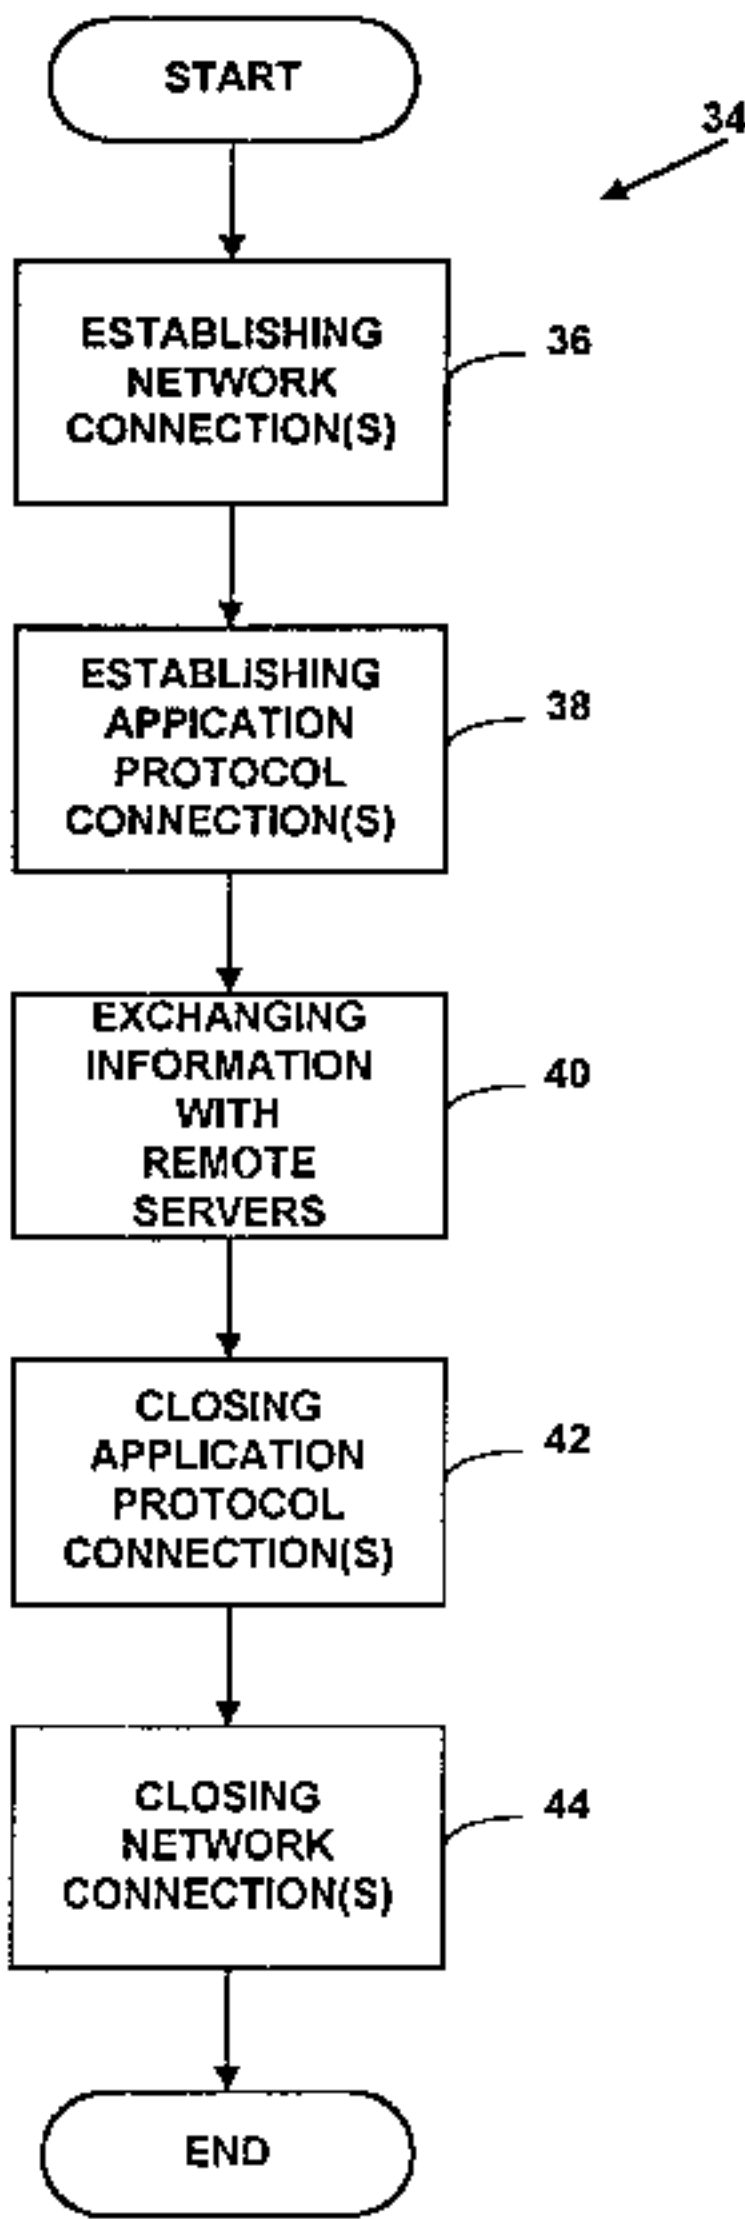 START
34
ESTABLISHING
NETWORK
CONNECTION(S)
36
ESTABLISHING
APPICATION
PROTOCOL
CONNECTION(S)
38
EXCHANGING
INFORMATION
WITH
REMOTE
SERVERS
40
CLOSING
APPLICATION
PROTOCOL
CONNECTION(S)
42
CLOSING
NETWORK
CONNECTION(S)
44
END